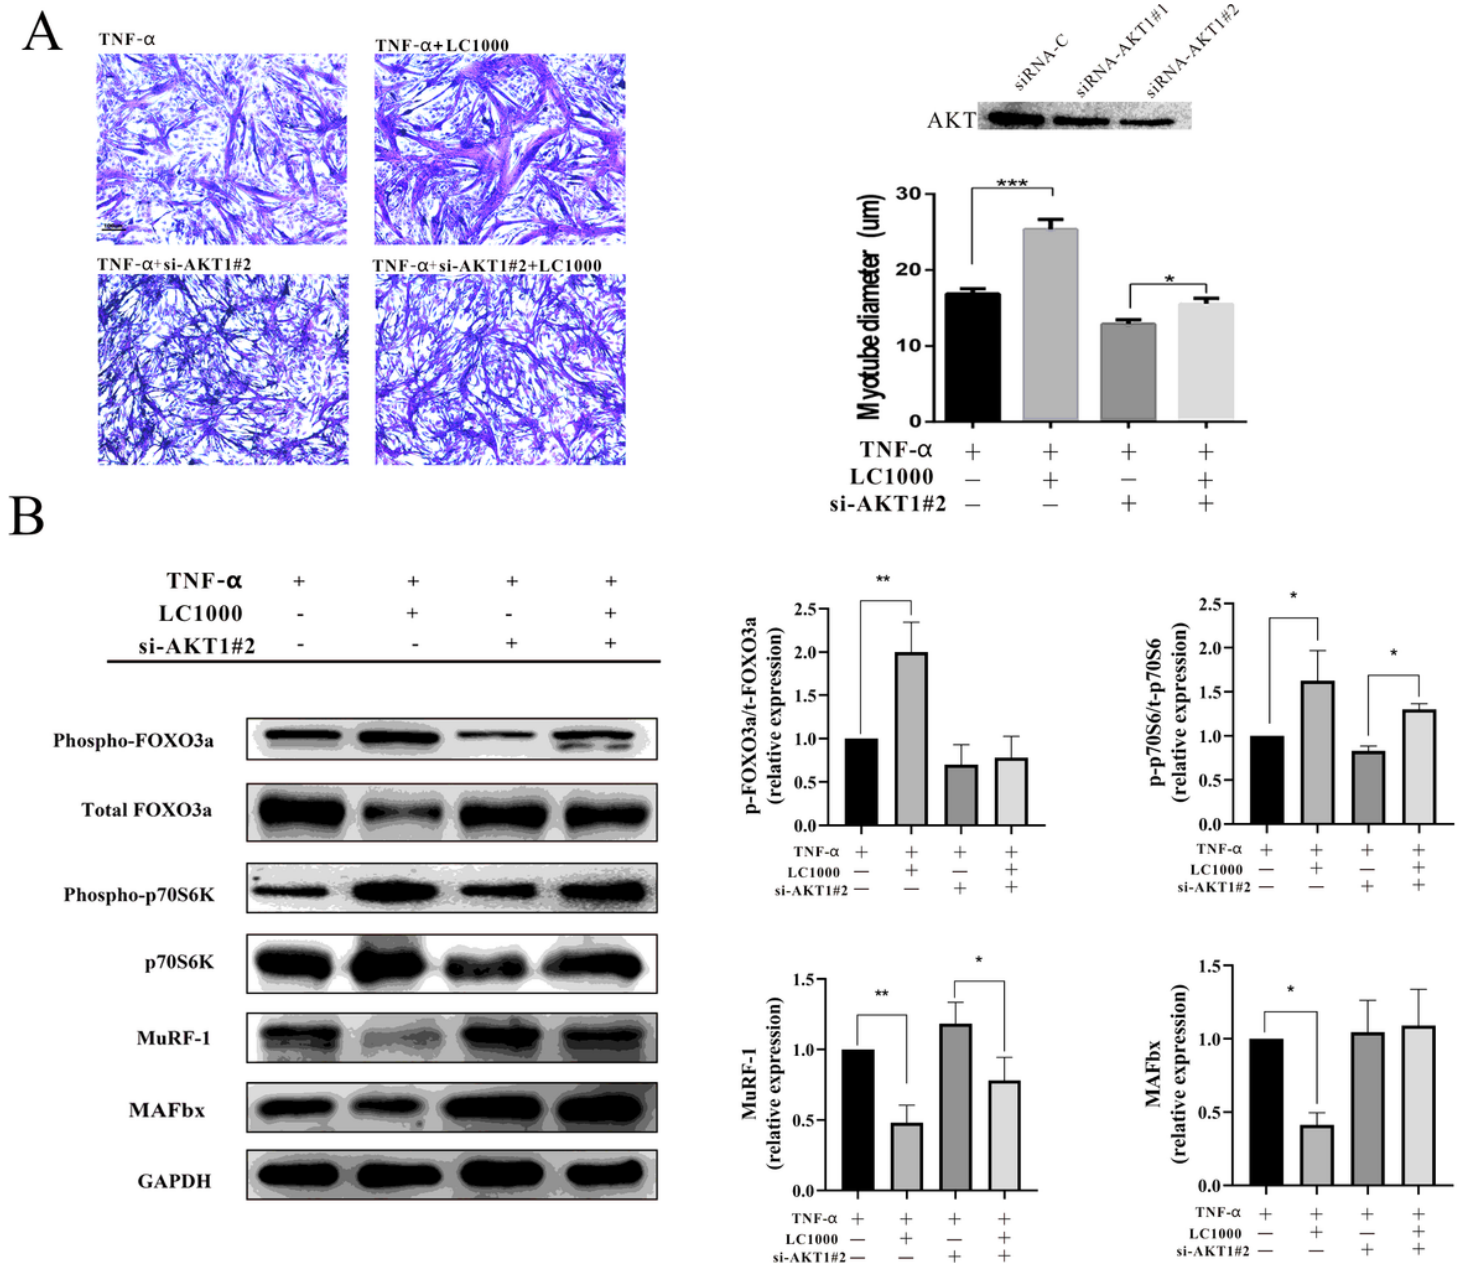 A
TNF-α
TNF-α+LC1000
TNF-α+si-AKT1#2
TNF-α+si-AKT1#2+LC1000
siRNA-C
siRNA-AKT1#1
siRNA-AKT1#2
AKT
Myotube diameter (um)
30
20
10
0
***
*
TNF-α + + + +
LC1000 – + – +
si-AKT1#2 – – + +
B
TNF-α + + + +
LC1000 - + - +
si-AKT1#2 - - + +
Phospho-FOXO3a
Total FOXO3a
Phospho-p70S6K
p70S6K
MuRF-1
MAFbx
GAPDH
p-FOXO3a/t-FOXO3a
(relative expression)
2.5
2.0
1.5
1.0
0.5
0.0
**
TNF-α + + + +
LC1000 — + — +
si-AKT1#2 — — + +
p-p70S6/t-p70S6
(relative expression)
2.5
2.0
1.5
1.0
0.5
0.0
*
*
TNF-α + + + +
LC1000 — + — +
si-AKT1#2 — — + +
MuRF-1
(relative expression)
1.5
1.0
0.5
0.0
**
*
TNF-α + + + +
LC1000 — + — +
si-AKT1#2 — — + +
MAFbx
(relative expression)
1.5
1.0
0.5
0.0
*
TNF-α + + + +
LC1000 — + — +
si-AKT1#2 — — + +